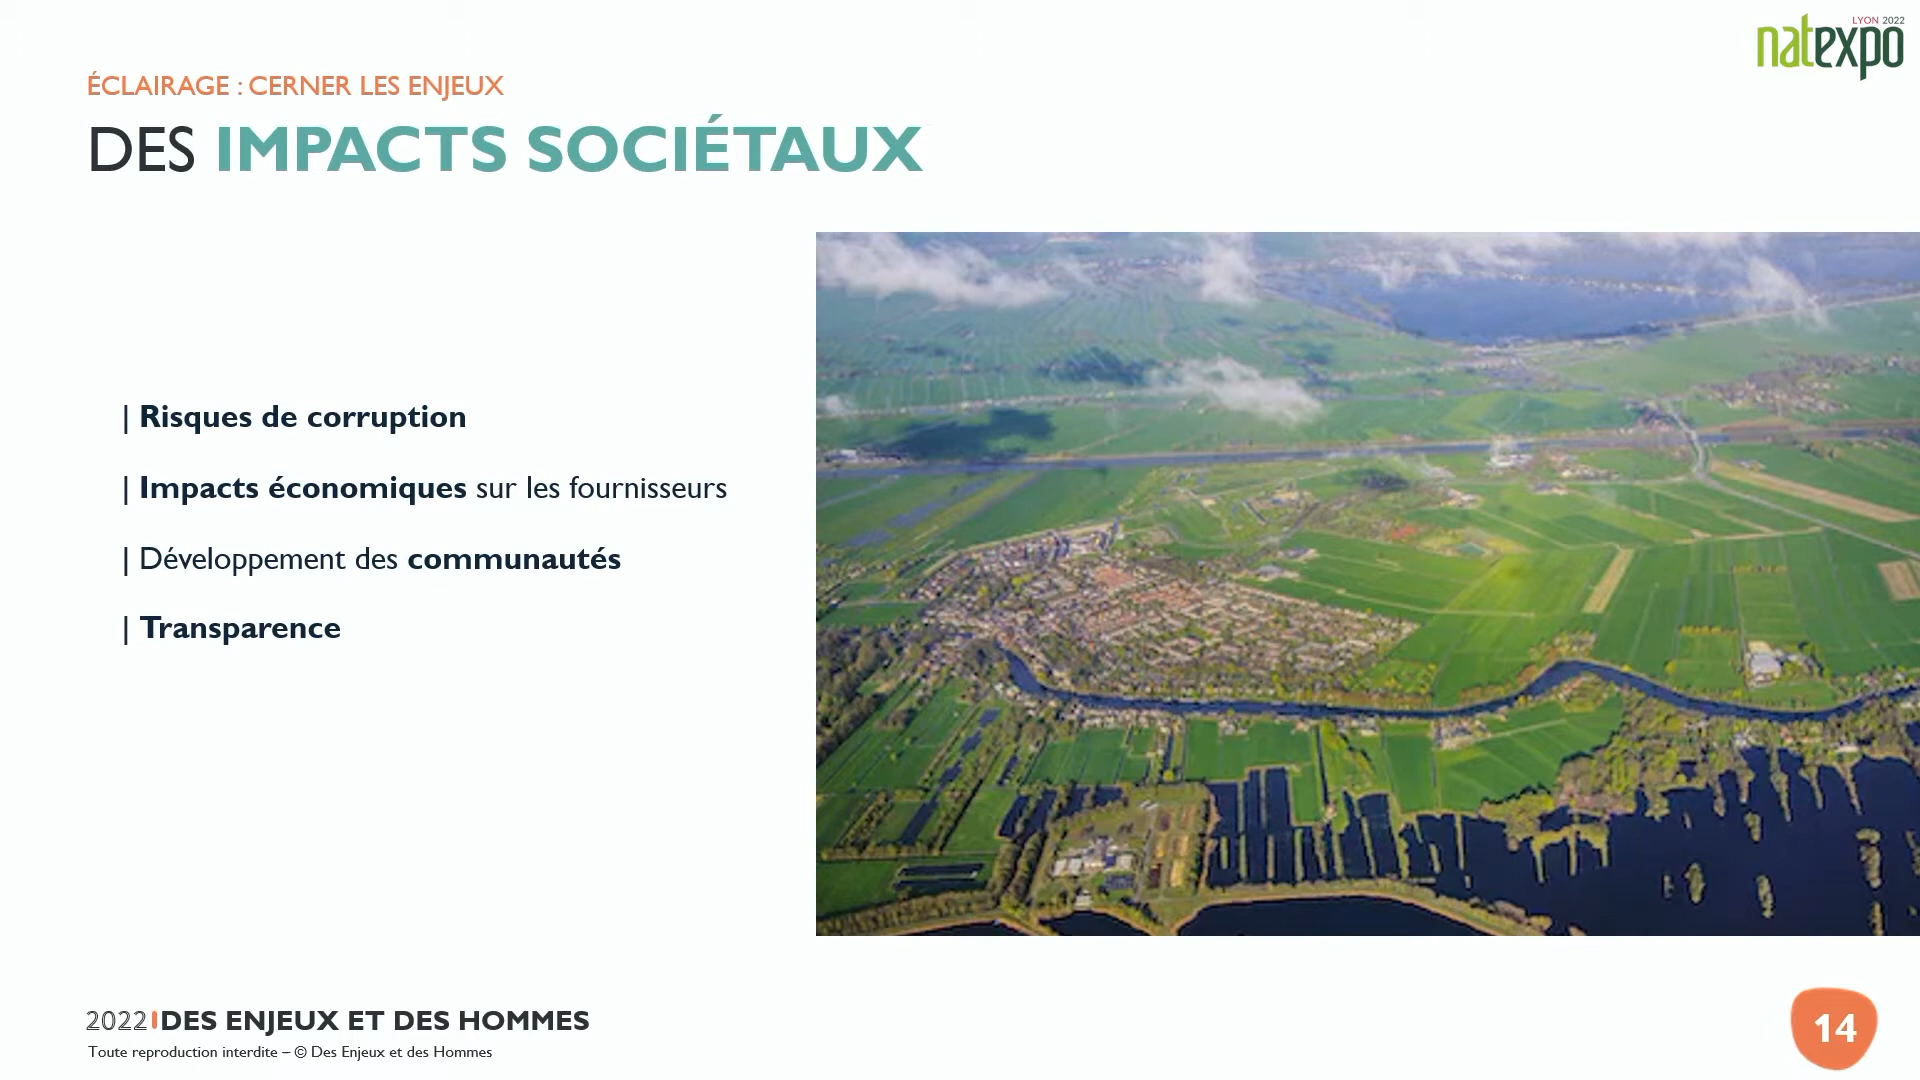 LYON 2022
natexpo
ÉCLAIRAGE : CERNER LES ENJEUX
DES IMPACTS SOCIÉTAUX
| Risques de corruption
| Impacts économiques sur les fournisseurs
| Développement des communautés
| Transparence
2022 DES ENJEUX ET DES HOMMES
Toute reproduction interdite – © Des Enjeux et des Hommes
14